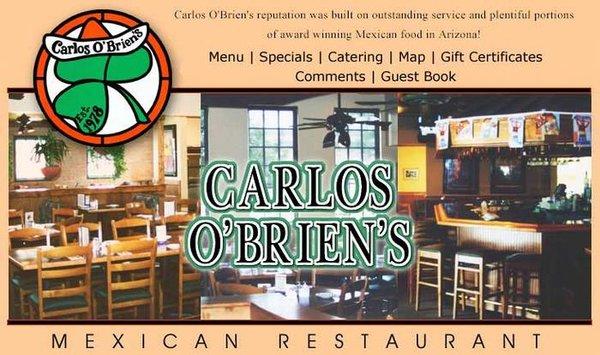 Carlos O'Brien's
Est. 1978
Carlos O'Brien's reputation was built on outstanding service and plentiful portions
of award winning Mexican food in Arizona!
Menu | Specials | Catering | Map | Gift Certificates
Comments | Guest Book
CARLOS
O'BRIEN'S
MEXICAN RESTAURANT